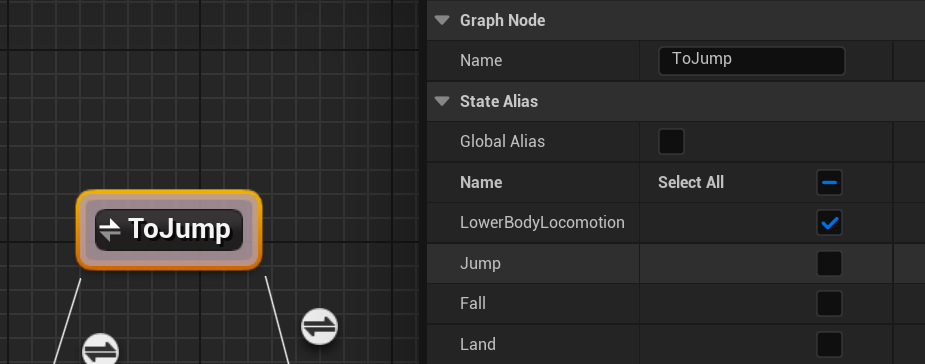 Graph Node
Name ToJump
State Alias
Global Alias
Name Select All
ToJump
LowerBodyLocomotion
Jump
Fall
Land